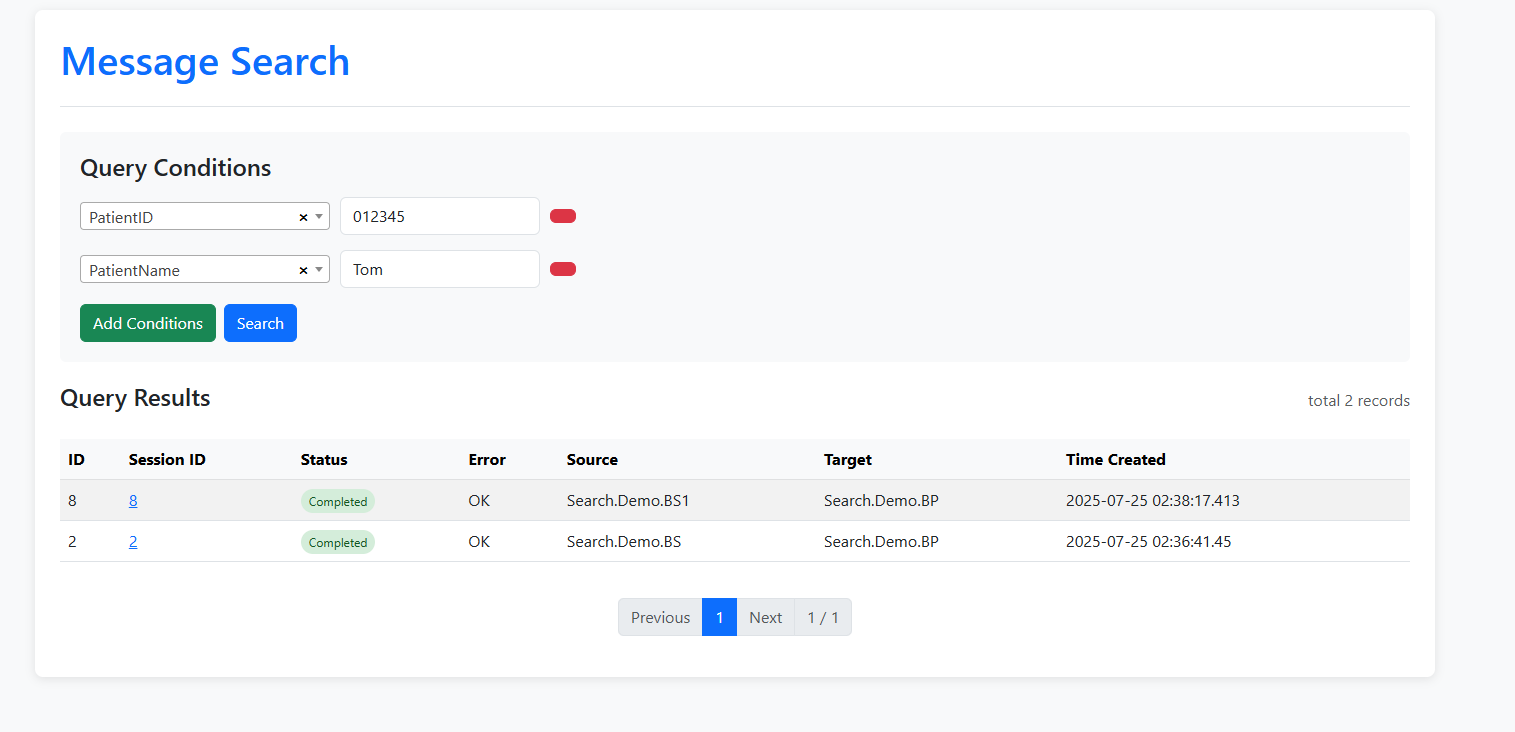 Message Search
Query Conditions
PatientID × 012345
PatientName × Tom
Add Conditions Search
Query Results total 2 records
ID Session ID Status Error Source Target Time Created
8 8 Completed OK Search.Demo.BS1 Search.Demo.BP 2025-07-25 02:38:17.413
2 2 Completed OK Search.Demo.BS Search.Demo.BP 2025-07-25 02:36:41.45
Previous 1 Next 1 / 1